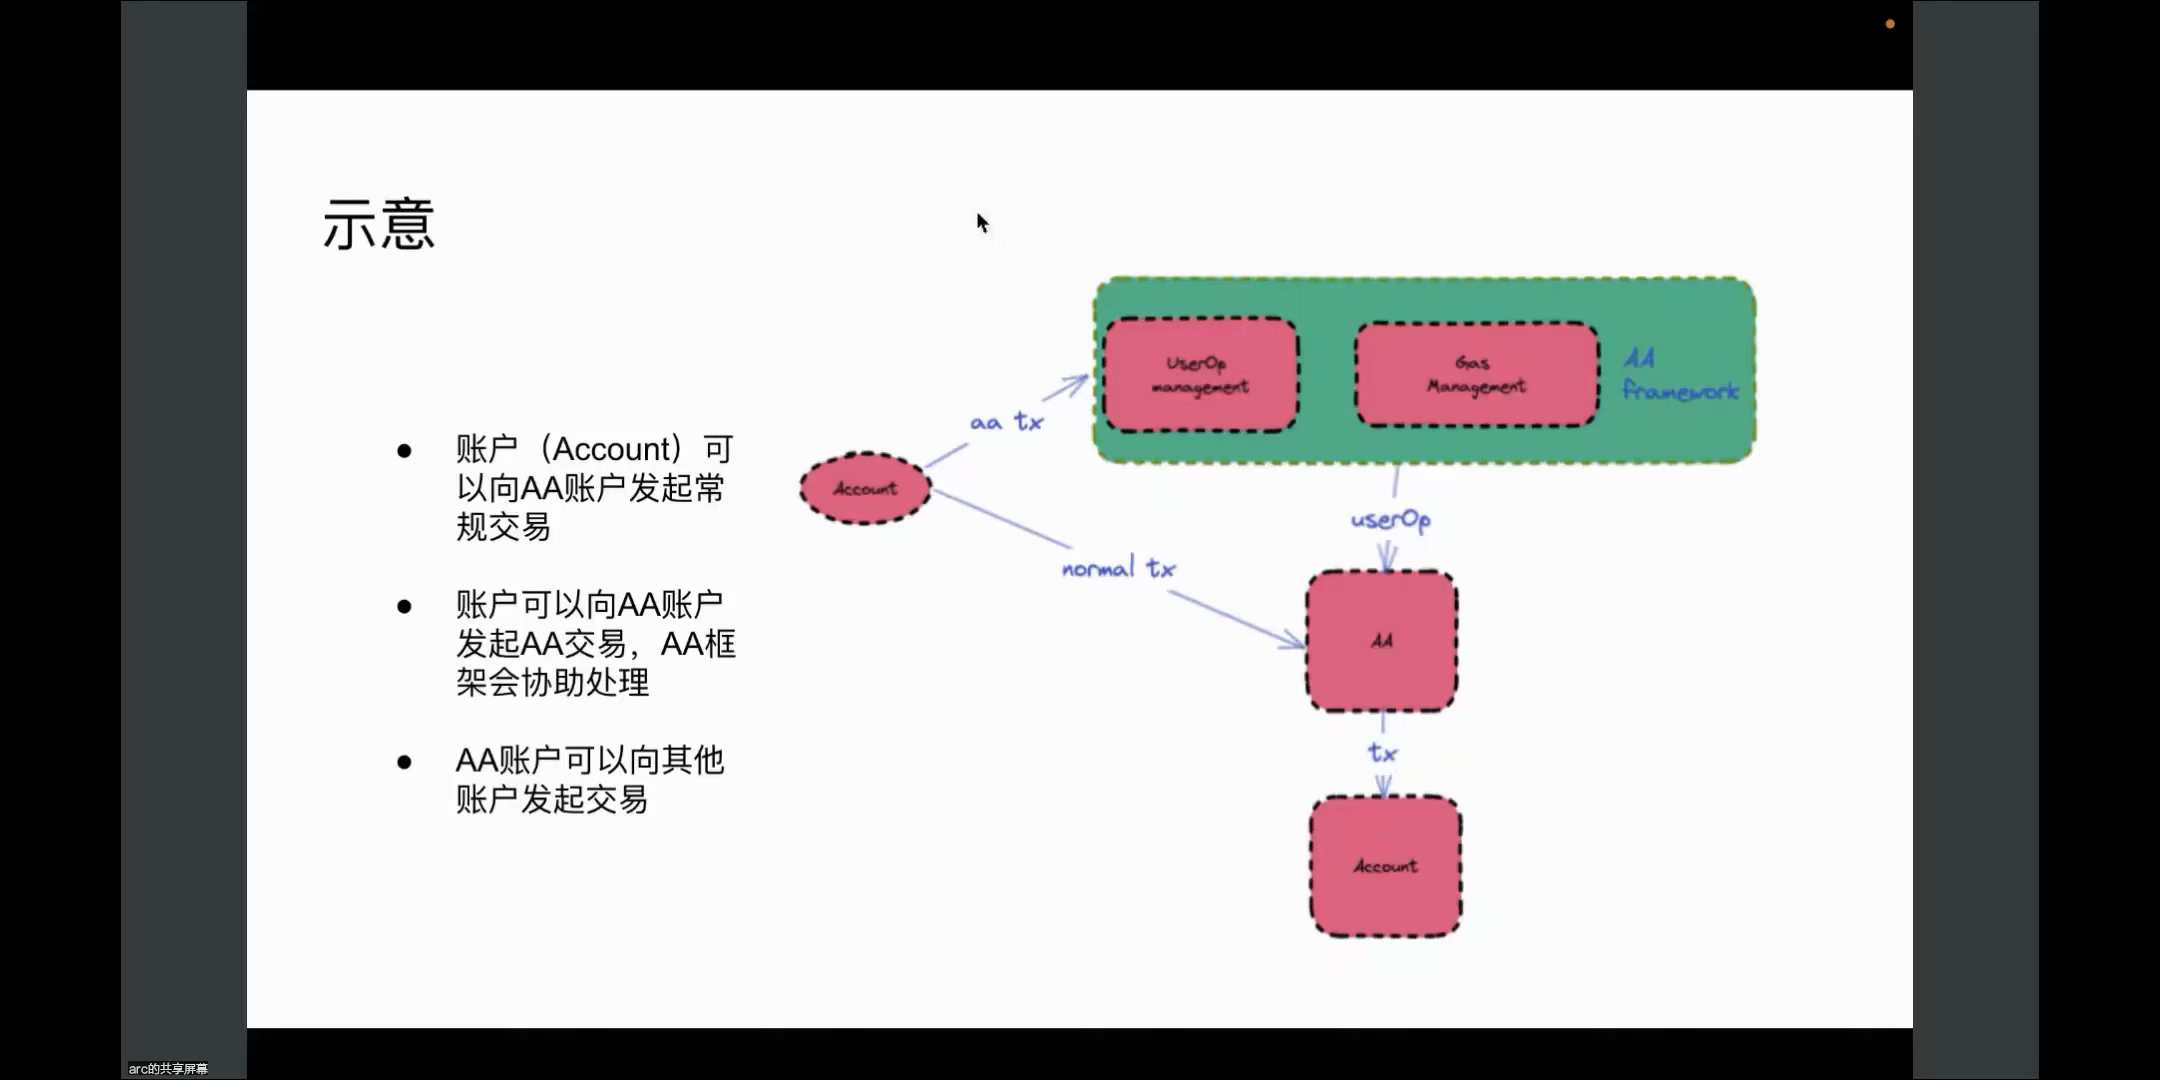 示意
● 账户（Account）可
以向AA账户发起常
规交易
● 账户可以向AA账户
发起AA交易，AA框
架会协助处理
● AA账户可以向其他
账户发起交易
UserOp
management
Gas
Management
AA
framework
aa tx
Account
userOp
normal tx
AA
tx
Account
arc的共享屏幕